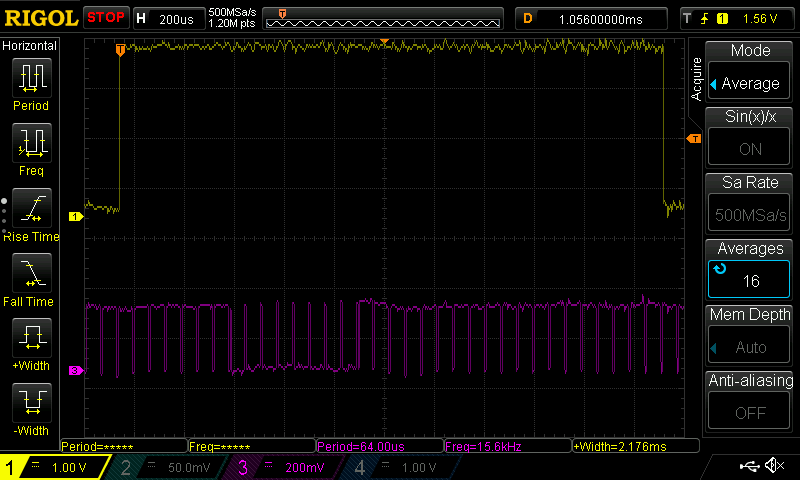 RIGOL STOP H 200us 500MSa/s 1.20M pts T D 1.05600000ms T 1 1.56 V
Horizontal
Period
Freq
Rise Time
Fall Time
+Width
-Width
T
1
3
T
Acquire
Mode
Average
Sin(x)/x
ON
Sa Rate
500MSa/s
Averages
16
Mem Depth
Auto
Anti-aliasing
OFF
Period=***** Freq=***** Period=64.00us Freq=15.6kHz +Width=2.176ms
1 1.00 V 2 50.0mV 3 200mV 4 1.00 V